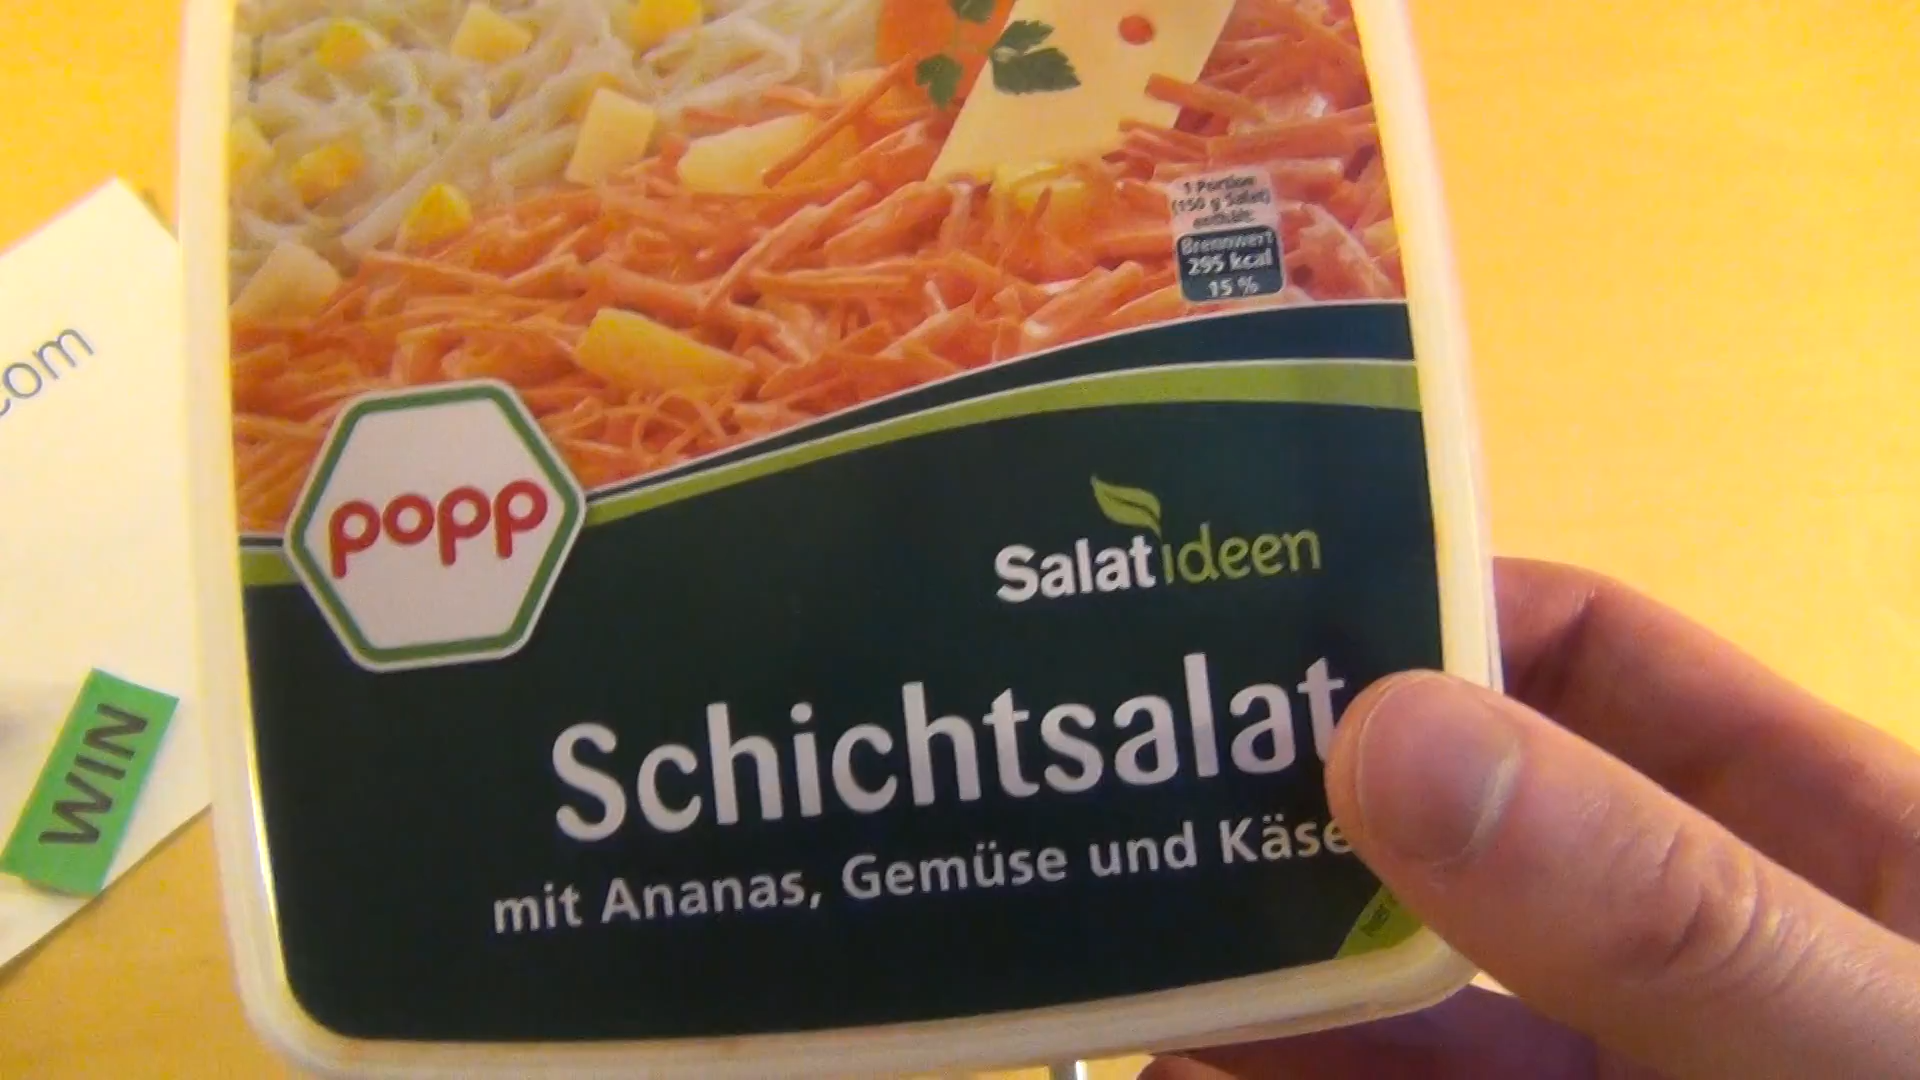 1 Portion
(150 g Salat)
enthält:
Brennwert
295 kcal
15 %
com
popp
Salatideen
WIN
Schichtsalat
mit Ananas, Gemüse und Käse